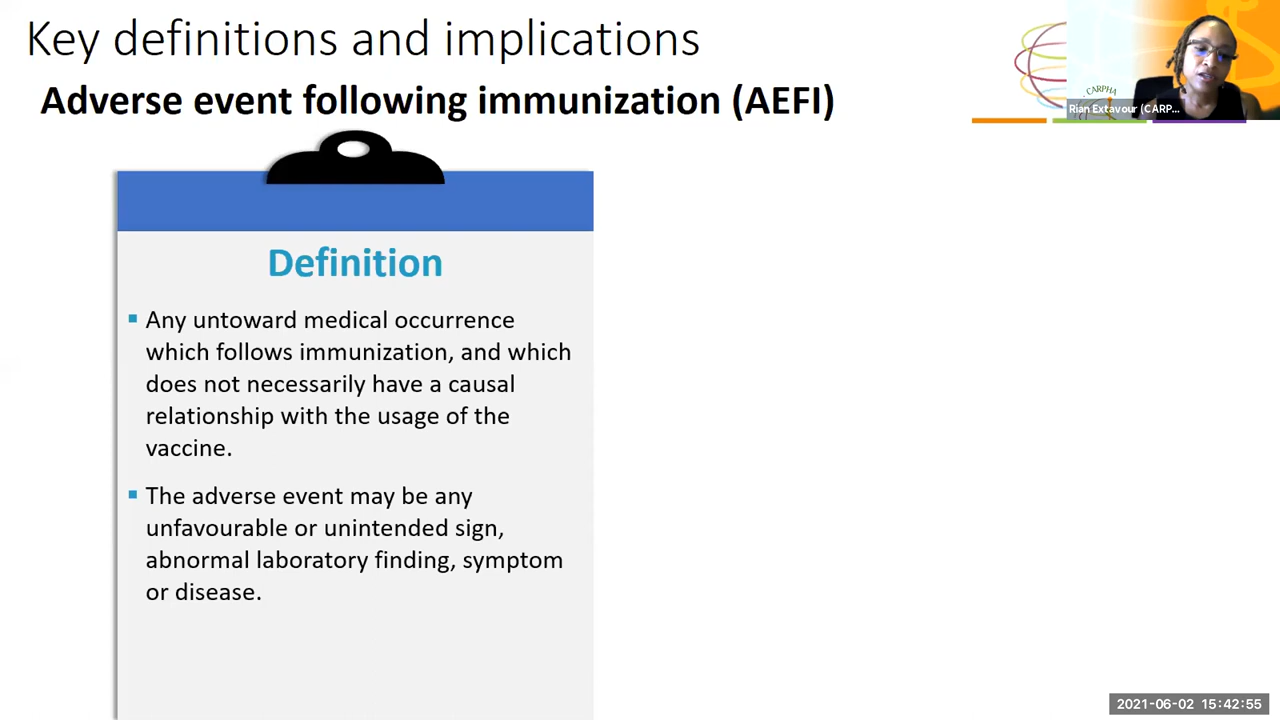 Key definitions and implications
Adverse event following immunization (AEFI)
CARPHA
Rian Extavour (CARP...
Definition
▪ Any untoward medical occurrence
which follows immunization, and which
does not necessarily have a causal
relationship with the usage of the
vaccine.
▪ The adverse event may be any
unfavourable or unintended sign,
abnormal laboratory finding, symptom
or disease.
2021-06-02 15:42:55